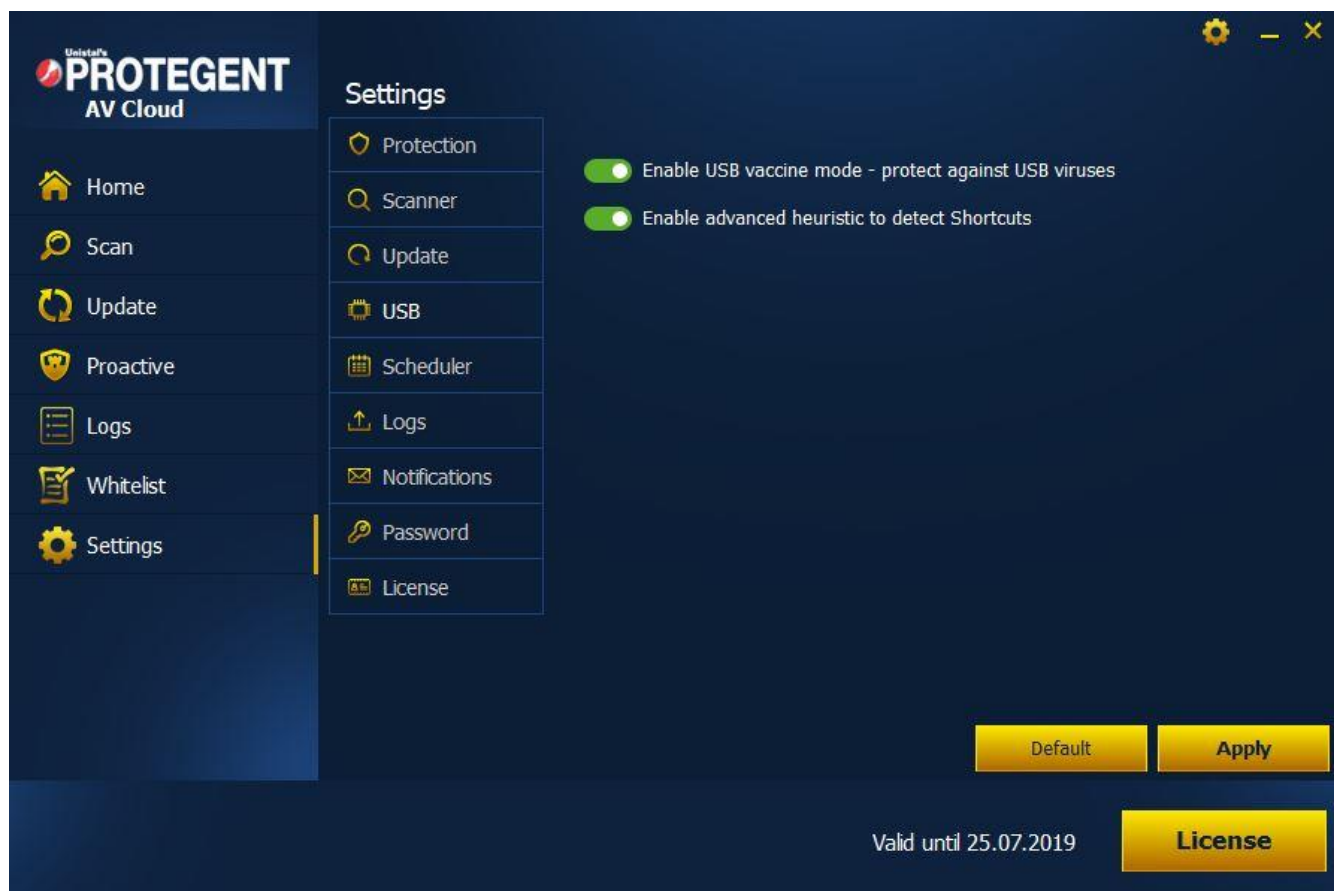 Unistal's
PROTEGENT
AV Cloud
Home
Scan
Update
Proactive
Logs
Whitelist
Settings
Settings
Protection
Scanner
Update
USB
Scheduler
Logs
Notifications
Password
License
Enable USB vaccine mode - protect against USB viruses
Enable advanced heuristic to detect Shortcuts
Default
Apply
Valid until 25.07.2019
License